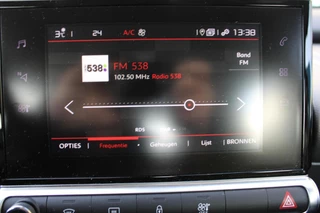 3°C 24 A/C 13:38
538 FM 538 Band
102.50 MHz Radio 538 FM
RDS
OPTIES Frequentie Geheugen Lijst BRONNEN